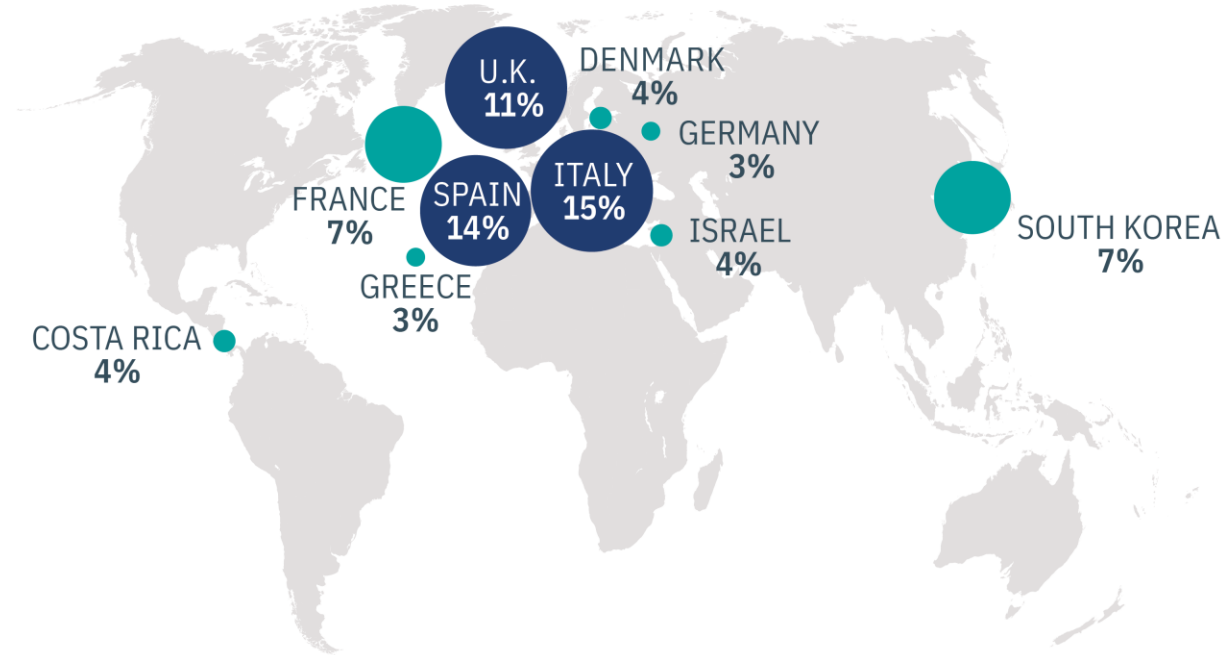 U.K.
11%
DENMARK
4%
GERMANY
3%
FRANCE
7%
SPAIN
14%
ITALY
15%
ISRAEL
4%
SOUTH KOREA
7%
GREECE
3%
COSTA RICA
4%